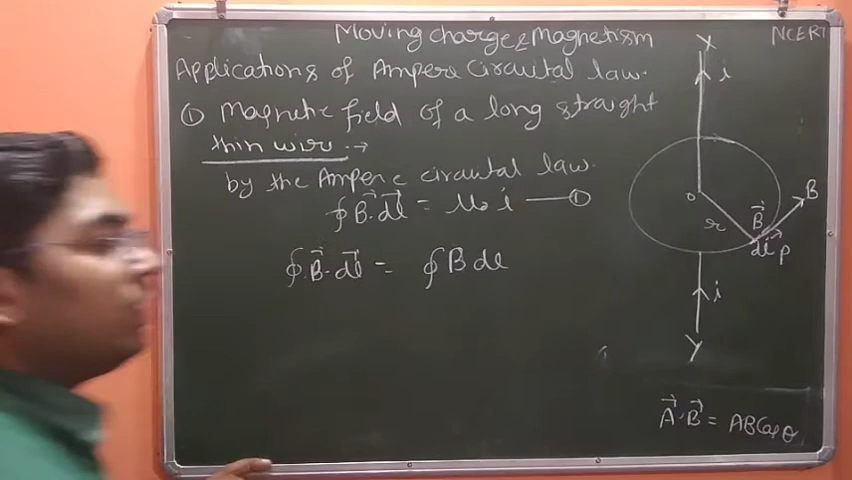 Moving charge & Magnetism
NCERT
Applications of Ampere Circuital law.
① Magnetic field of a long straight
thin wire →
by the Ampere circuital law.
∮B⃗.dl⃗ = μ₀ i —— ①
∮B⃗.dl⃗ = ∮B dl
X
i
O
r
B⃗
B
dl⃗
P
i
Y
A⃗.B⃗ = AB Cos θ